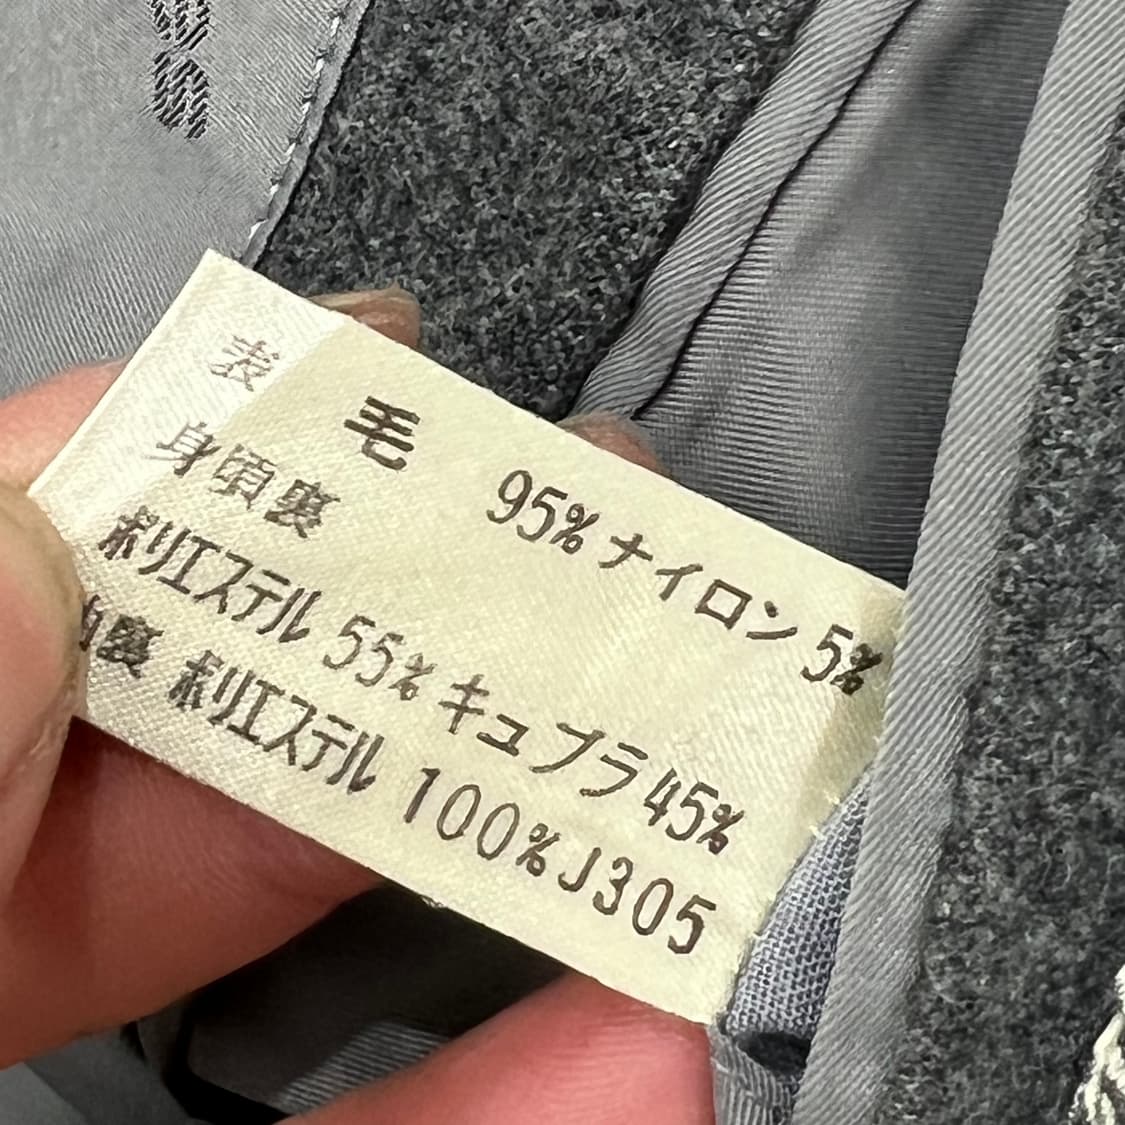 表
毛 95% ナイロン 5%
身頃裏
ポリエステル 55% キュプラ 45%
裏 ポリエステル 100% J305